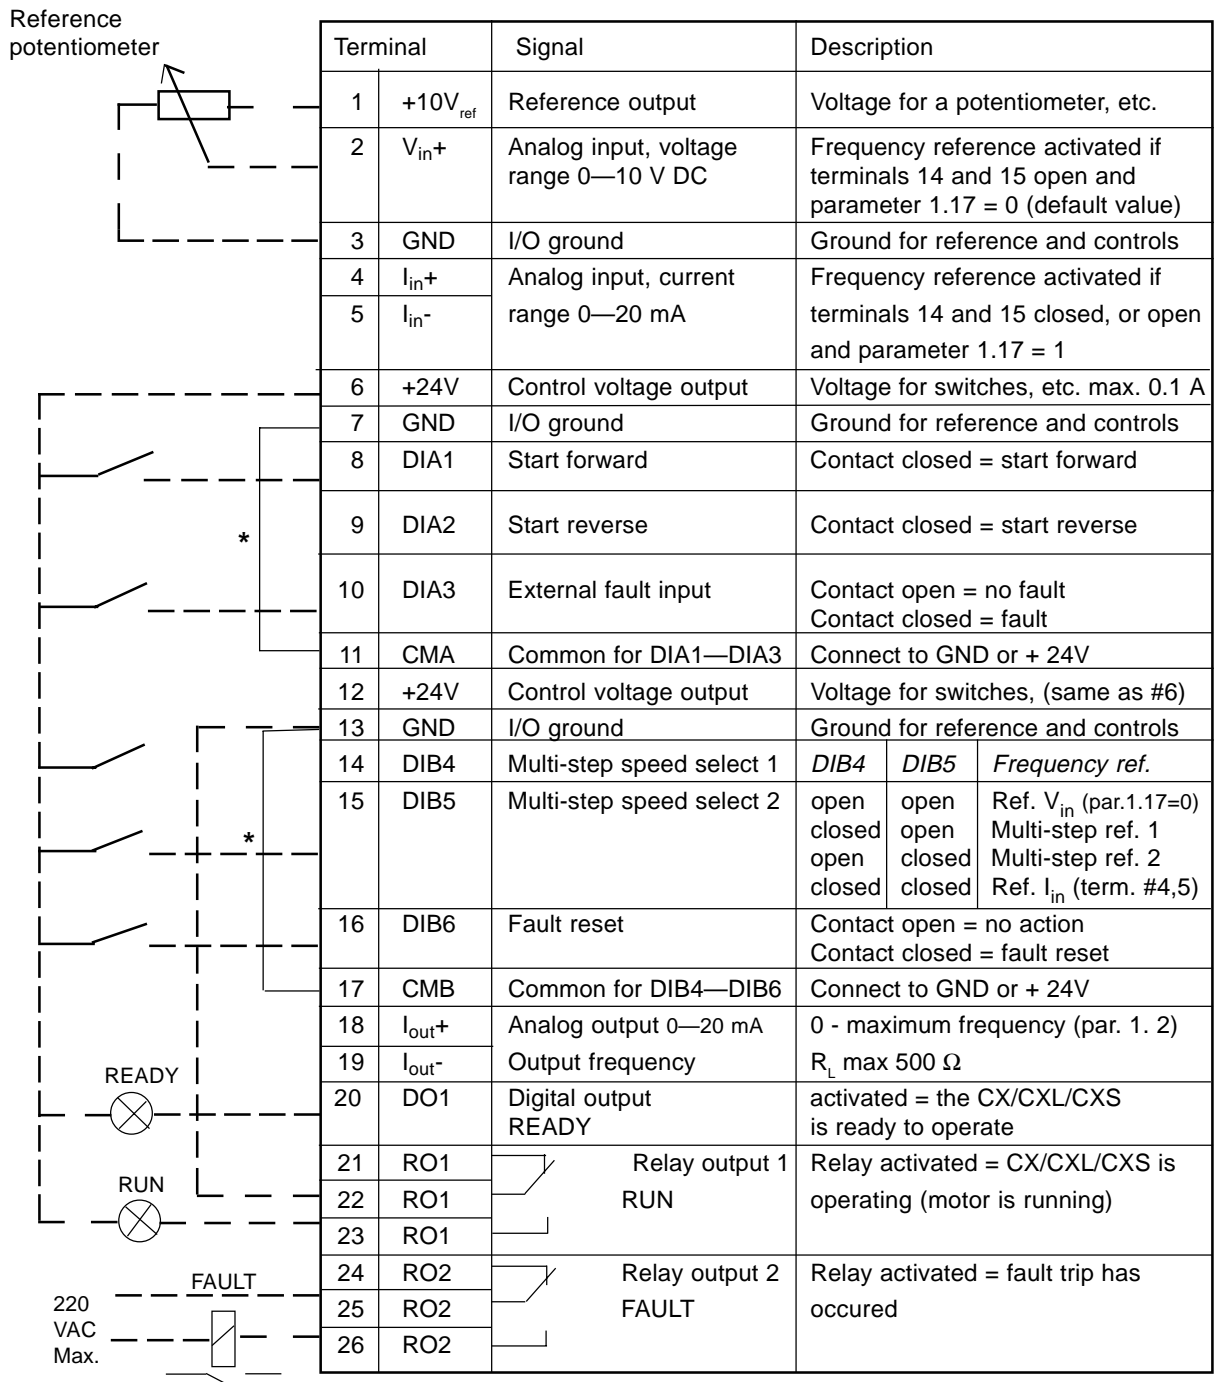 Reference
potentiometer
Terminal Signal Description
1 +10Vref Reference output Voltage for a potentiometer, etc.
2 Vin+ Analog input, voltage Frequency reference activated if
range 0—10 V DC terminals 14 and 15 open and
parameter 1.17 = 0 (default value)
3 GND I/O ground Ground for reference and controls
4 Iin+ Analog input, current Frequency reference activated if
5 Iin- range 0—20 mA terminals 14 and 15 closed, or open
and parameter 1.17 = 1
6 +24V Control voltage output Voltage for switches, etc. max. 0.1 A
7 GND I/O ground Ground for reference and controls
8 DIA1 Start forward Contact closed = start forward
9 DIA2 Start reverse Contact closed = start reverse
*
10 DIA3 External fault input Contact open = no fault
Contact closed = fault
11 CMA Common for DIA1—DIA3 Connect to GND or + 24V
12 +24V Control voltage output Voltage for switches, (same as #6)
13 GND I/O ground Ground for reference and controls
14 DIB4 Multi-step speed select 1 DIB4 DIB5 Frequency ref.
15 DIB5 Multi-step speed select 2 open open Ref. Vin (par.1.17=0)
closed open Multi-step ref. 1
* open closed Multi-step ref. 2
closed closed Ref. Iin (term. #4,5)
16 DIB6 Fault reset Contact open = no action
Contact closed = fault reset
17 CMB Common for DIB4—DIB6 Connect to GND or + 24V
18 Iout+ Analog output 0—20 mA 0 - maximum frequency (par. 1. 2)
19 Iout- Output frequency RL max 500 Ω
READY
20 DO1 Digital output activated = the CX/CXL/CXS
READY is ready to operate
21 RO1 Relay output 1 Relay activated = CX/CXL/CXS is
RUN
22 RO1 RUN operating (motor is running)
23 RO1
24 RO2 Relay output 2 Relay activated = fault trip has
FAULT
25 RO2 FAULT occured
26 RO2
220
VAC
Max.